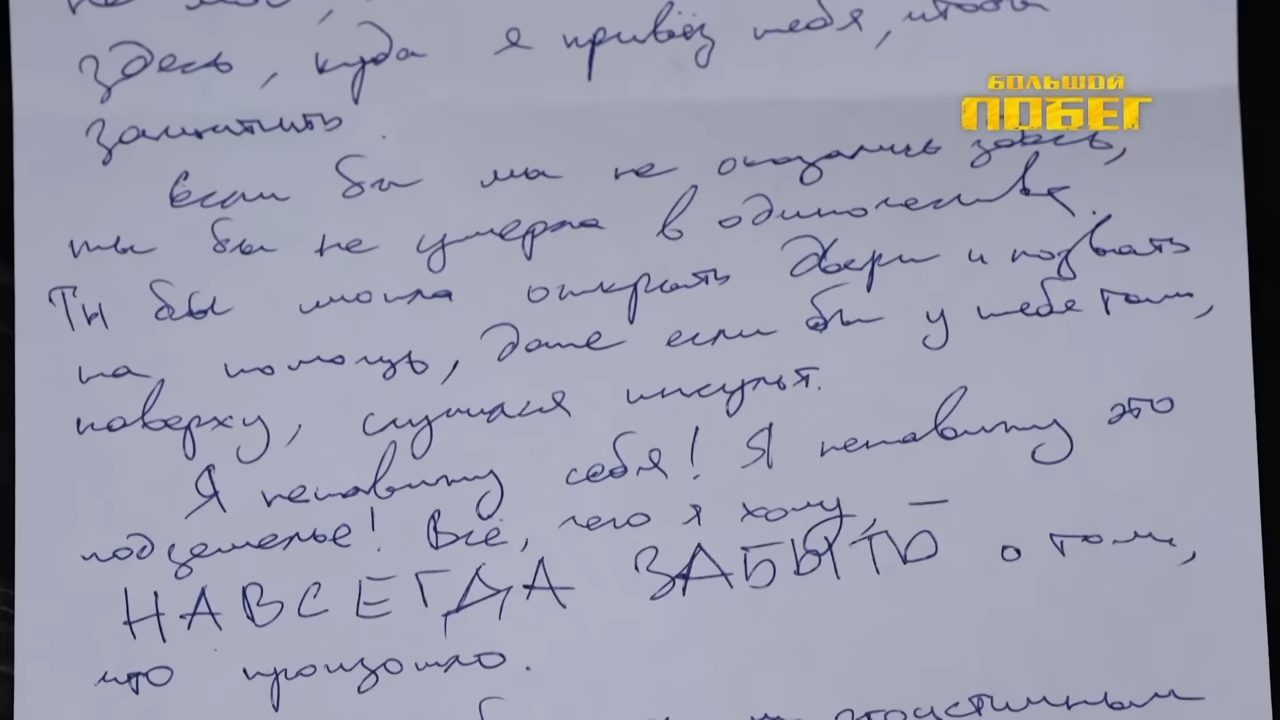 здесь, куда я привёз тебя, чтобы
БОЛЬШОЙ
ПОБЕГ
защитить.
Если бы мы не оказались здесь,
ты бы не умерла в одиночестве.
Ты бы могла открыть двери и позвать
на помощь, даже если бы у тебя там,
наверху, случился инсульт.
Я ненавижу себя! Я ненавижу это
подземелье! Всё, чего я хочу, –
НАВСЕГДА ЗАБЫТЬ о том,
что произошло.